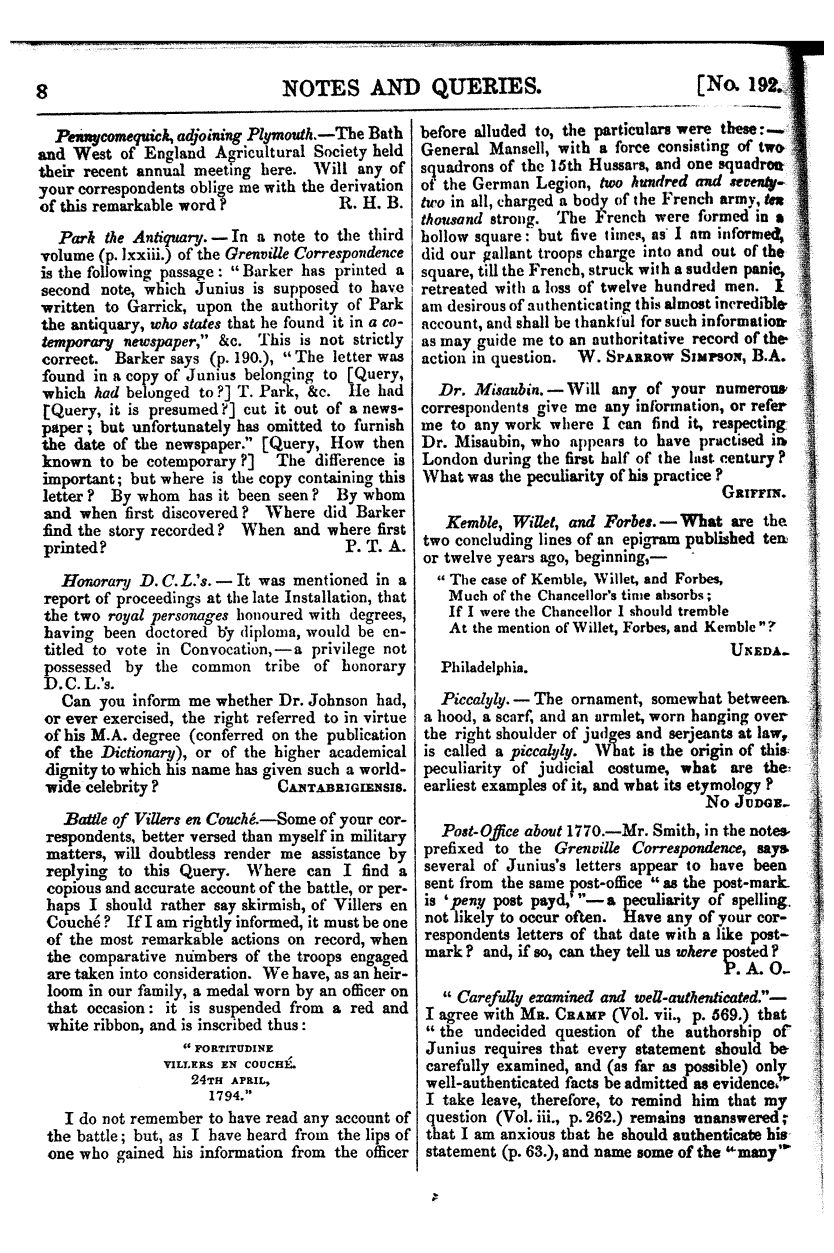 8 NOTES AND QUERIES. [No. 192.
Pennycomequick, adjoining Plymouth.—The Bath
and West of England Agricultural Society held
their recent annual meeting here. Will any of
your correspondents oblige me with the derivation
of this remarkable word? R. H. B.
Park the Antiquary. — In a note to the third
volume (p. lxxiii.) of the Grenville Correspondence
is the following passage: "Barker has printed a
second note, which Junius is supposed to have
written to Garrick, upon the authority of Park
the antiquary, who states that he found it in a co-
temporary newspaper," &c. This is not strictly
correct. Barker says (p. 190.), "The letter was
found in a copy of Junius belonging to [Query,
which had belonged to?] T. Park, &c. He had
[Query, it is presumed?] cut it out of a news-
paper; but unfortunately has omitted to furnish
the date of the newspaper." [Query, How then
known to be cotemporary?] The difference is
important; but where is the copy containing this
letter? By whom has it been seen? By whom
and when first discovered? Where did Barker
find the story recorded? When and where first
printed? P. T. A.
Honorary D. C. L.'s. — It was mentioned in a
report of proceedings at the late Installation, that
the two royal personages honoured with degrees,
having been doctored by diploma, would be en-
titled to vote in Convocation,—a privilege not
possessed by the common tribe of honorary
D. C. L.'s.
Can you inform me whether Dr. Johnson had,
or ever exercised, the right referred to in virtue
of his M.A. degree (conferred on the publication
of the Dictionary), or of the higher academical
dignity to which his name has given such a world-
wide celebrity? CANTABRIGIENSIS.
Battle of Villers en Couché.—Some of your cor-
respondents, better versed than myself in military
matters, will doubtless render me assistance by
replying to this Query. Where can I find a
copious and accurate account of the battle, or per-
haps I should rather say skirmish, of Villers en
Couché? If I am rightly informed, it must be one
of the most remarkable actions on record, when
the comparative numbers of the troops engaged
are taken into consideration. We have, as an heir-
loom in our family, a medal worn by an officer on
that occasion: it is suspended from a red and
white ribbon, and is inscribed thus:
"FORTITUDINE
VILLERS EN COUCHÉ.
24TH APRIL,
1794."
I do not remember to have read any account of
the battle; but, as I have heard from the lips of
one who gained his information from the officer
before alluded to, the particulars were these:—
General Mansell, with a force consisting of two
squadrons of the 15th Hussars, and one squadron
of the German Legion, two hundred and seventy-
two in all, charged a body of the French army, ten
thousand strong. The French were formed in a
hollow square: but five times, as I am informed,
did our gallant troops charge into and out of the
square, till the French, struck with a sudden panic,
retreated with a loss of twelve hundred men. I
am desirous of authenticating this almost incredible
account, and shall be thankful for such information
as may guide me to an authoritative record of the
action in question. W. SPARROW SIMPSON, B.A.
Dr. Misaubin. — Will any of your numerous
correspondents give me any information, or refer
me to any work where I can find it, respecting
Dr. Misaubin, who appears to have practised in
London during the first half of the last century?
What was the peculiarity of his practice?
GRIFFIN.
Kemble, Willet, and Forbes. — What are the
two concluding lines of an epigram published ten
or twelve years ago, beginning,—
"The case of Kemble, Willet, and Forbes,
Much of the Chancellor's time absorbs;
If I were the Chancellor I should tremble
At the mention of Willet, Forbes, and Kemble"?
UNEDA.
Philadelphia.
Piccalyly. — The ornament, somewhat between
a hood, a scarf, and an armlet, worn hanging over
the right shoulder of judges and serjeants at law,
is called a piccalyly. What is the origin of this
peculiarity of judicial costume, what are the
earliest examples of it, and what its etymology?
NO JUDGE.
Post-Office about 1770.—Mr. Smith, in the notes
prefixed to the Grenville Correspondence, says
several of Junius's letters appear to have been
sent from the same post-office "as the post-mark
is 'peny post payd,'"—a peculiarity of spelling
not likely to occur often. Have any of your cor-
respondents letters of that date with a like post-
mark? and, if so, can they tell us where posted?
P. A. O.
"Carefully examined and well-authenticated."—
I agree with MR. CRAMP (Vol. vii., p. 569.) that
"the undecided question of the authorship of
Junius requires that every statement should be
carefully examined, and (as far as possible) only
well-authenticated facts be admitted as evidence."
I take leave, therefore, to remind him that my
question (Vol. iii., p. 262.) remains unanswered;
that I am anxious that he should authenticate his
statement (p. 63.), and name some of the "many"